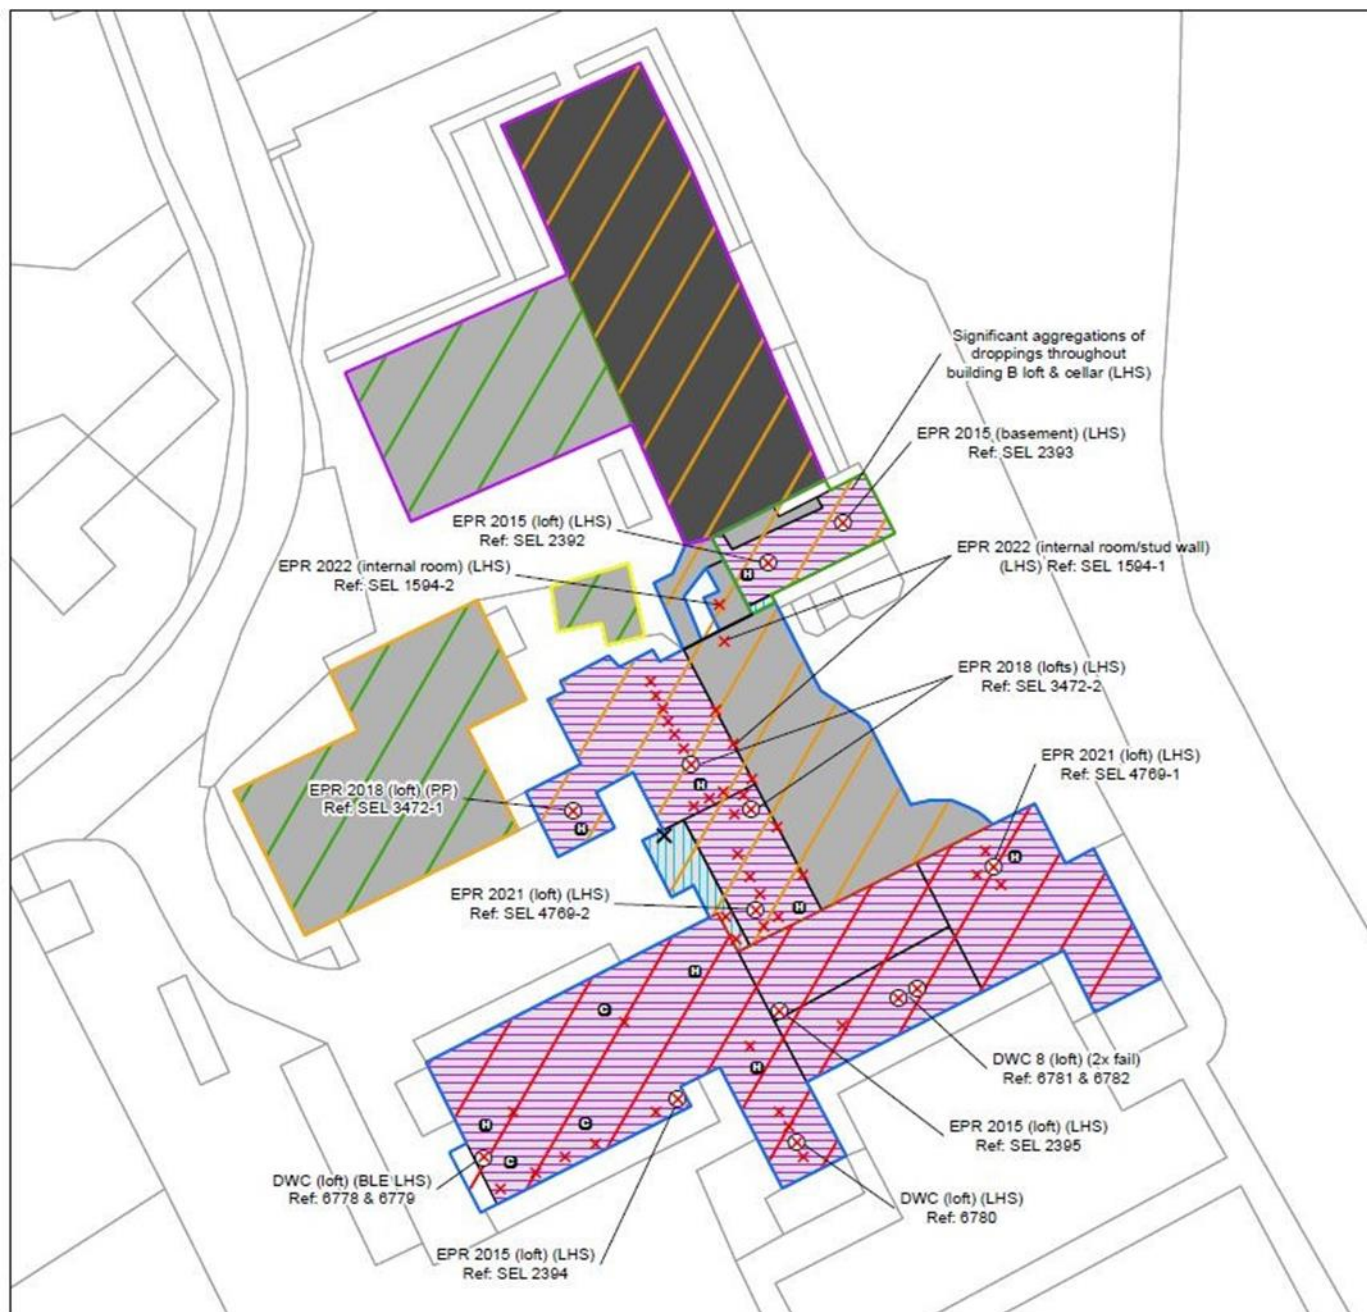 Significant aggregations of
droppings throughout
building B loft & cellar (LHS)
EPR 2015 (basement) (LHS)
Ref: SEL 2393
EPR 2015 (loft) (LHS)
Ref: SEL 2392
EPR 2022 (internal room/stud wall)
(LHS) Ref: SEL 1594-1
EPR 2022 (internal room) (LHS)
Ref: SEL 1594-2
H
EPR 2018 (lofts) (LHS)
Ref: SEL 3472-2
EPR 2021 (loft) (LHS)
Ref: SEL 4769-1
EPR 2018 (loft) (PP)
Ref: SEL 3472-1
H
H
H
EPR 2021 (loft) (LHS)
Ref: SEL 4769-2
H
H
C
DWC 8 (loft) (2x fail)
Ref: 6781 & 6782
H
EPR 2015 (loft) (LHS)
Ref: SEL 2395
H
C
C
DWC (loft) (BLE LHS)
Ref: 6778 & 6779
DWC (loft) (LHS)
Ref: 6780
EPR 2015 (loft) (LHS)
Ref: SEL 2394